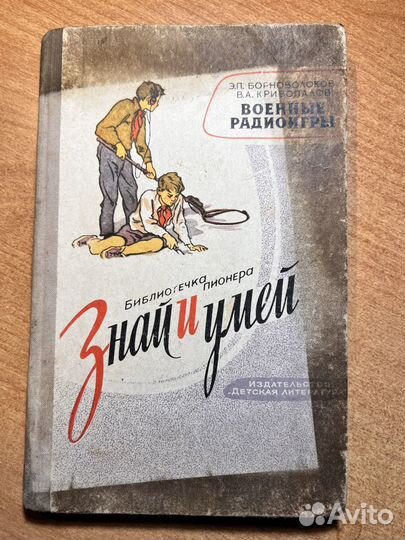 Э.П. БОРНОВОЛОКОВ
В.А. КРИВОПАЛОВ
ВОЕННЫЕ
РАДИОИГРЫ
БИБЛИОТЕЧКА
ПИОНЕРА
Знай и умей
ИЗДАТЕЛЬСТВО
"ДЕТСКАЯ ЛИТЕРАТУРА"
Avito